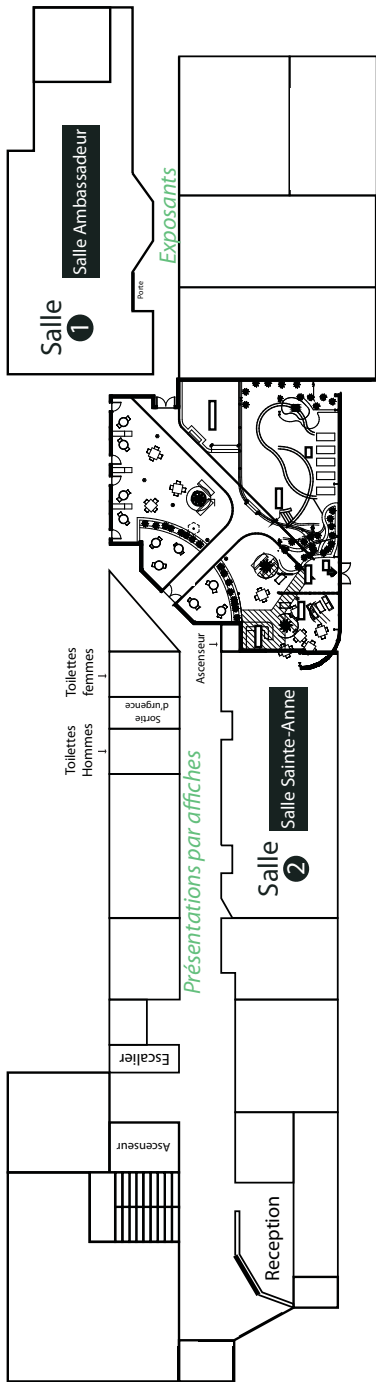 Salle
1
Salle Ambassadeur
Porte
Exposants
Toilettes
femmes
Sortie
d'urgence
Toilettes
Hommes
Ascenseur
Présentations par affiches
Salle
2
Salle Sainte-Anne
Escalier
Ascenseur
Reception